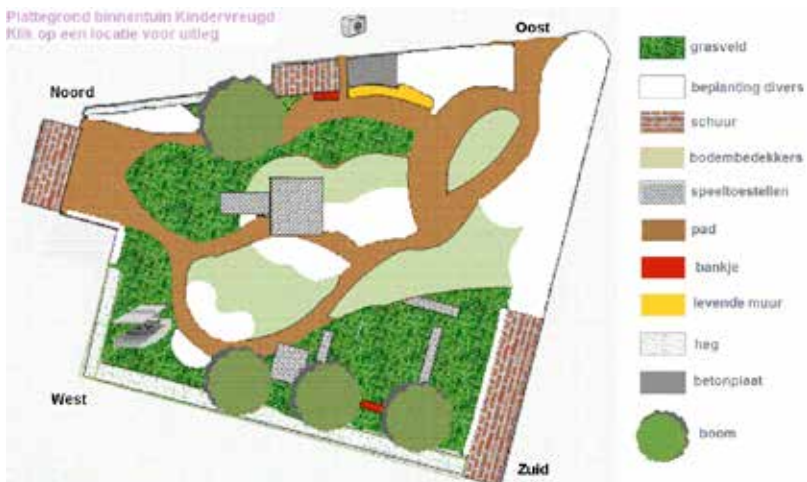 Plattegrond binnentuin Kindervreugd
Klik op een locatie voor uitleg
Oost
Noord
West
Zuid
grasveld
beplanting divers
schuur
bodembedekkers
speeltoestellen
pad
bankje
levende muur
hag
betonplaat
boom